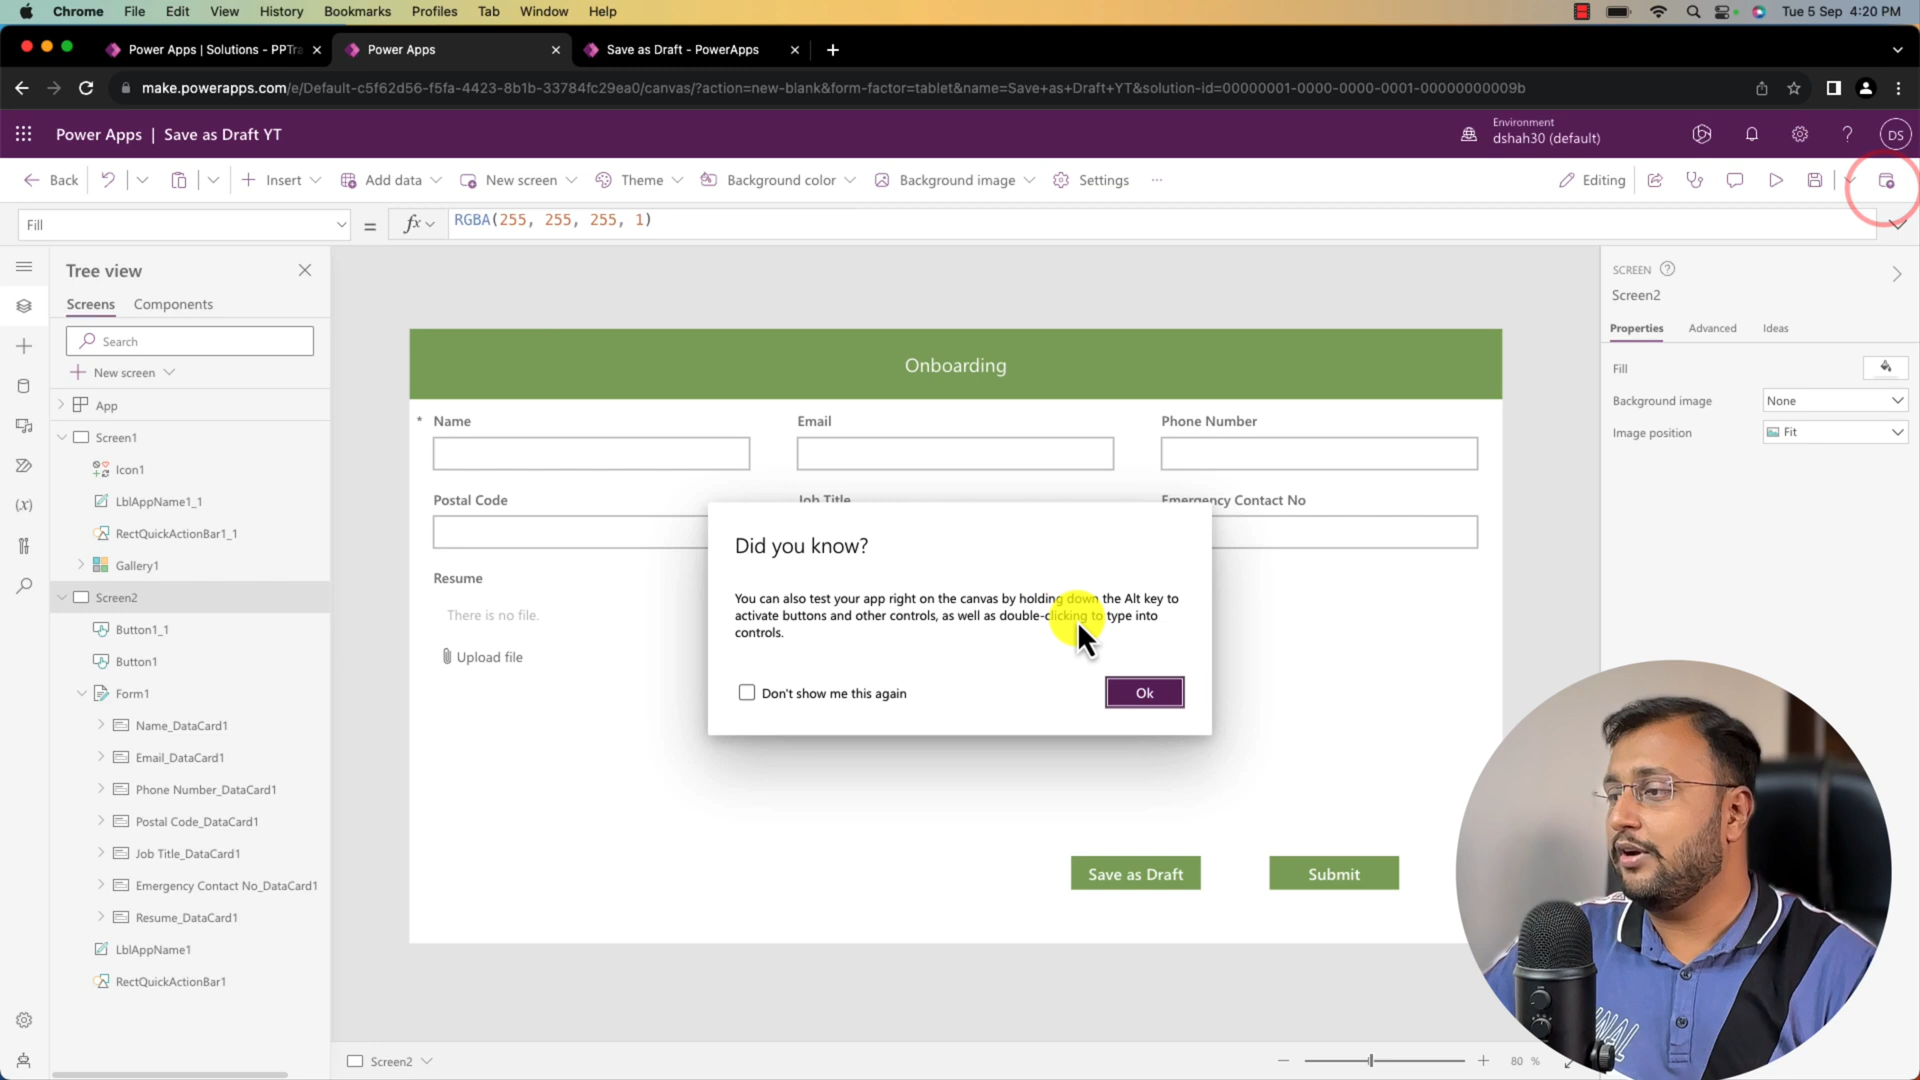 Chrome File Edit View History Bookmarks Profiles Tab Window Help Tue 5 Sep 4:20 PM
Power Apps | Solutions - PPTra Power Apps Save as Draft - PowerApps
make.powerapps.com/e/Default-c5f62d56-f5fa-4423-8b1b-33784fc29ea0/canvas/?action=new-blank&form-factor=tablet&name=Save+as+Draft+YT&solution-id=00000001-0000-0000-0001-00000000009b
Power Apps | Save as Draft YT
Environment
dshah30 (default)
DS
Back Insert Add data New screen Theme Background color Background image Settings ... Editing
Fill = fx RGBA(255, 255, 255, 1)
Tree view
Screens Components
Search
New screen
App
Screen1
Icon1
LblAppName1_1
RectQuickActionBar1_1
Gallery1
Screen2
Button1_1
Button1
Form1
Name_DataCard1
Email_DataCard1
Phone Number_DataCard1
Postal Code_DataCard1
Job Title_DataCard1
Emergency Contact No_DataCard1
Resume_DataCard1
LblAppName1
RectQuickActionBar1
Onboarding
* Name Email Phone Number
Postal Code Job Title Emergency Contact No
Resume
There is no file.
Upload file
Did you know?
You can also test your app right on the canvas by holding down the Alt key to
activate buttons and other controls, as well as double-clicking to type into
controls.
Don't show me this again
Ok
Save as Draft Submit
SCREEN
Screen2
Properties Advanced Ideas
Fill
Background image None
Image position Fit
Screen2
80 %